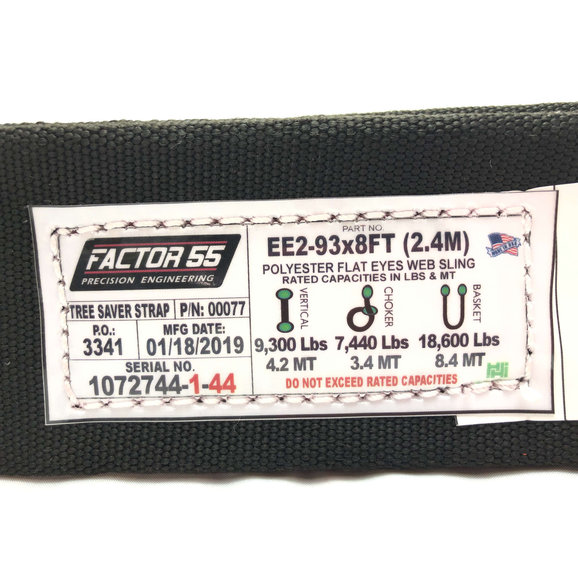 FACTOR 55
PRECISION ENGINEERING
TREE SAVER STRAP P/N: 00077
P.O.: MFG DATE:
3341 01/18/2019
SERIAL NO.
1072744-1-44
PART NO.
EE2-93x8FT (2.4M)
POLYESTER FLAT EYES WEB SLING
RATED CAPACITIES IN LBS & MT
VERTICAL CHOKER BASKET
9,300 Lbs 7,440 Lbs 18,600 Lbs
4.2 MT 3.4 MT 8.4 MT
DO NOT EXCEED RATED CAPACITIES